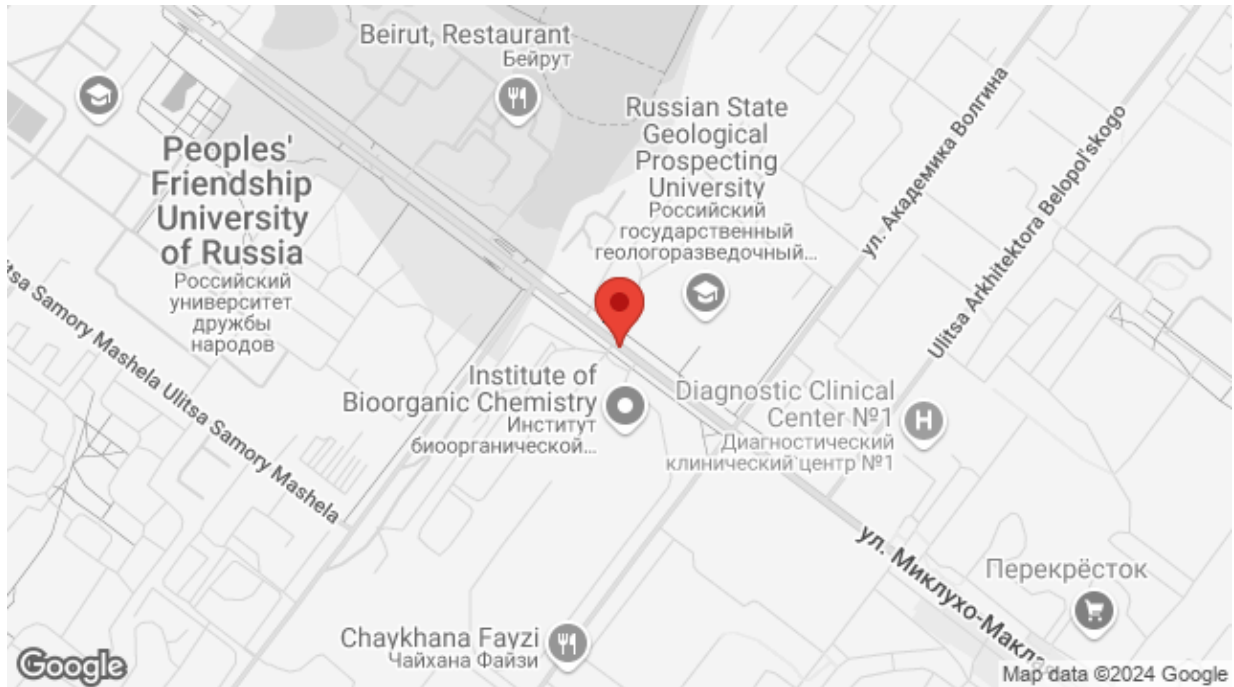 Beirut, Restaurant
Бейрут
Russian State
Geological
Prospecting
University
Российский
государственный
геологоразведочный...
Peoples'
Friendship
University
of Russia
Российский
университет
дружбы
народов
ул. Академика Волгина
Ulitsa Arkhitektora Belopol'skogo
litsa Samory Mashela Ulitsa Samory Mashela
Institute of
Bioorganic Chemistry
Институт
биоорганической...
Diagnostic Clinical
Center №1
Диагностический
клинический центр №1
ул. Миклухо-Макла
Перекрёсток
Chaykhana Fayzi
Чайхана Файзи
Google
Map data ©2024 Google